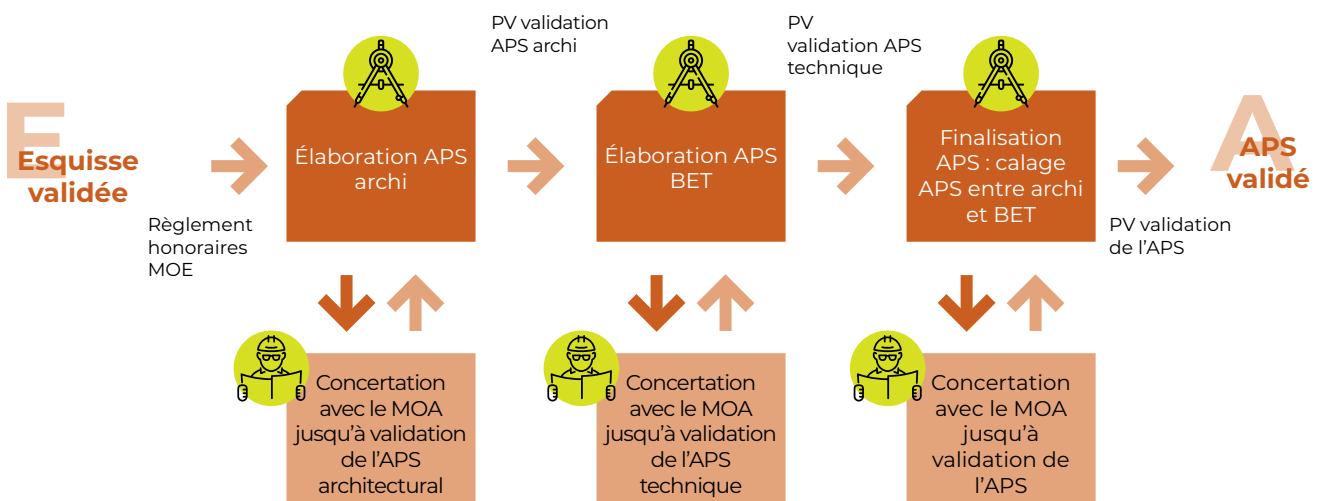 E
Esquisse
validée
Règlement
honoraires
MOE
Élaboration APS
archi
PV validation
APS archi
Élaboration APS
BET
PV
validation APS
technique
Finalisation
APS : calage
APS entre archi
et BET
PV validation
de l’APS
A
APS
validé
Concertation
avec le MOA
jusqu’à validation
de l’APS
architectural
Concertation
avec le MOA
jusqu’à validation
de l’APS
technique
Concertation
avec le MOA
jusqu’à
validation de
l’APS